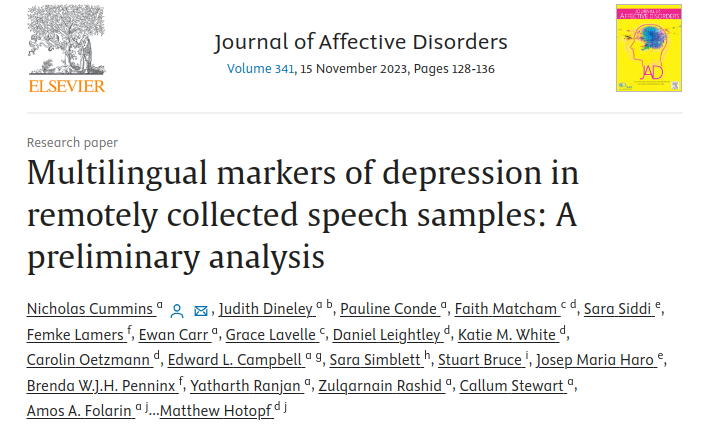 ELSEVIER
Journal of Affective Disorders
Volume 341, 15 November 2023, Pages 128-136
JOURNAL OF
AFFECTIVE DISORDERS
JAD
Research paper
Multilingual markers of depression in
remotely collected speech samples: A
preliminary analysis
Nicholas Cummins a, Judith Dineley a b, Pauline Conde a, Faith Matcham c d, Sara Siddi e,
Femke Lamers f, Ewan Carr a, Grace Lavelle c, Daniel Leightley d, Katie M. White d,
Carolin Oetzmann d, Edward L. Campbell a g, Sara Simblett h, Stuart Bruce i, Josep Maria Haro e,
Brenda W.J.H. Penninx f, Yatharth Ranjan a, Zulqarnain Rashid a, Callum Stewart a,
Amos A. Folarin a j...Matthew Hotopf d j